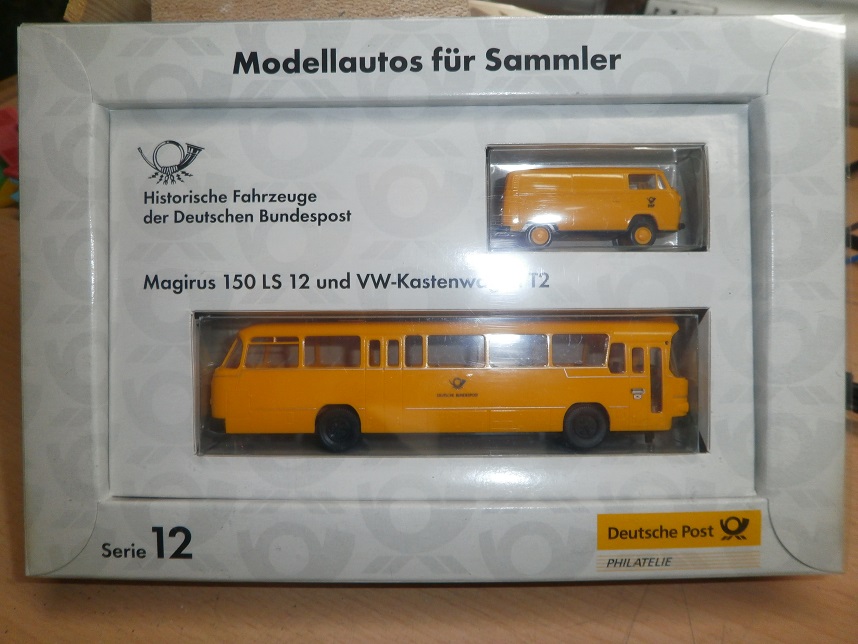 Modellautos für Sammler
Historische Fahrzeuge
der Deutschen Bundespost
Magirus 150 LS 12 und VW-Kastenwagen T2
Serie 12
Deutsche Post
PHILATELIE